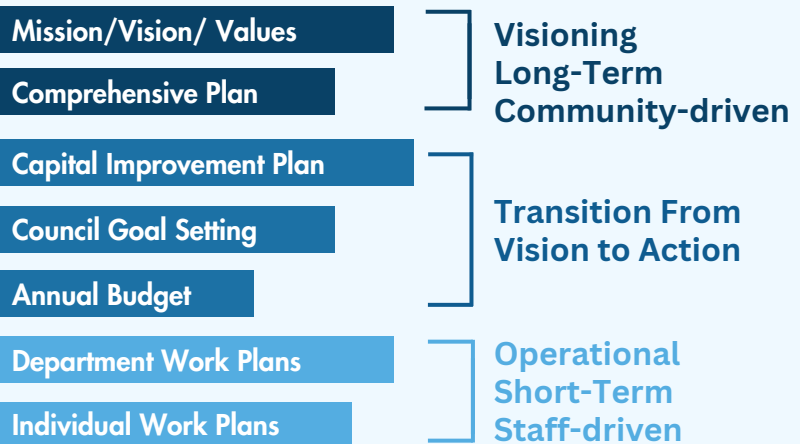 Mission/Vision/ Values
Comprehensive Plan
Visioning
Long-Term
Community-driven
Capital Improvement Plan
Council Goal Setting
Annual Budget
Transition From
Vision to Action
Department Work Plans
Individual Work Plans
Operational
Short-Term
Staff-driven